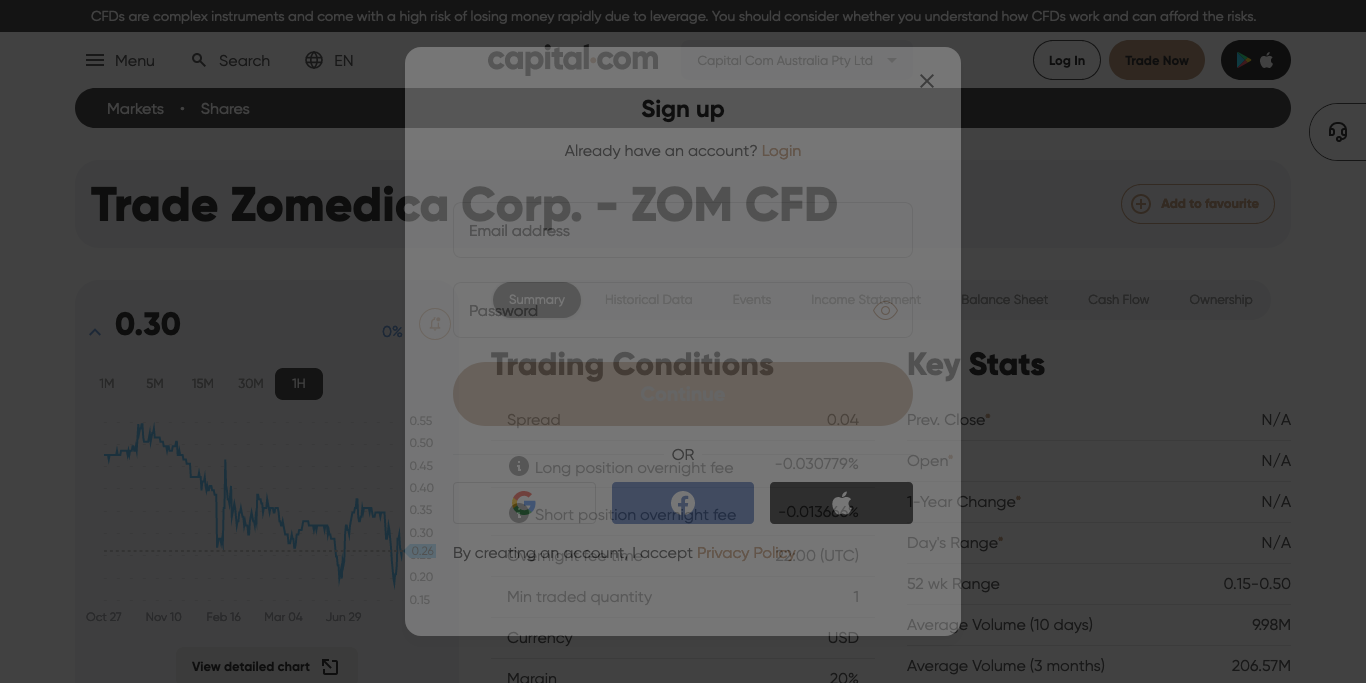 CFDs are complex instruments and come with a high risk of losing money rapidly due to leverage. You should consider whether you understand how CFDs work and can afford the risks.
Menu
Search
EN
capital.com
Capital Com Australia Pty Ltd
Log In
Trade Now
Markets
Shares
Sign up
Already have an account? Login
Trade Zomedica Corp. - ZOM CFD
Add to favourite
Email address
Password
Summary
Historical Data
Events
Income Statement
Balance Sheet
Cash Flow
Ownership
0.30
0%
1M
5M
15M
30M
1H
0.55
0.50
0.45
0.40
0.35
0.30
0.26
0.20
0.15
Oct 27
Nov 10
Feb 16
Mar 04
Jun 29
View detailed chart
Continue
OR
By creating an account, I accept Privacy Policy
Trading Conditions
Spread 0.04
Long position overnight fee -0.030779%
Short position overnight fee -0.013666%
Overnight fee time 22:00 (UTC)
Min traded quantity 1
Currency USD
Margin 20%
Key Stats
Prev. Close* N/A
Open* N/A
1-Year Change* N/A
Day's Range* N/A
52 wk Range 0.15-0.50
Average Volume (10 days) 9.98M
Average Volume (3 months) 206.57M